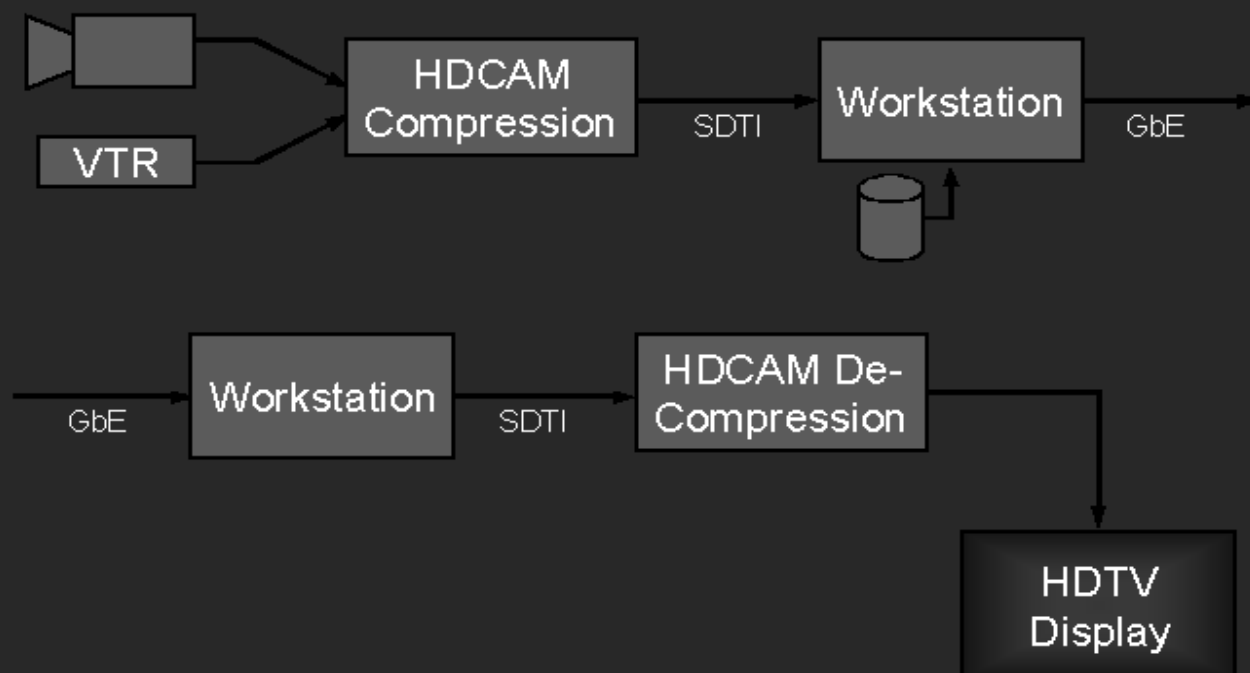 HDCAM
Compression
SDTI
Workstation
GbE
VTR
GbE
Workstation
SDTI
HDCAM De-
Compression
HDTV
Display